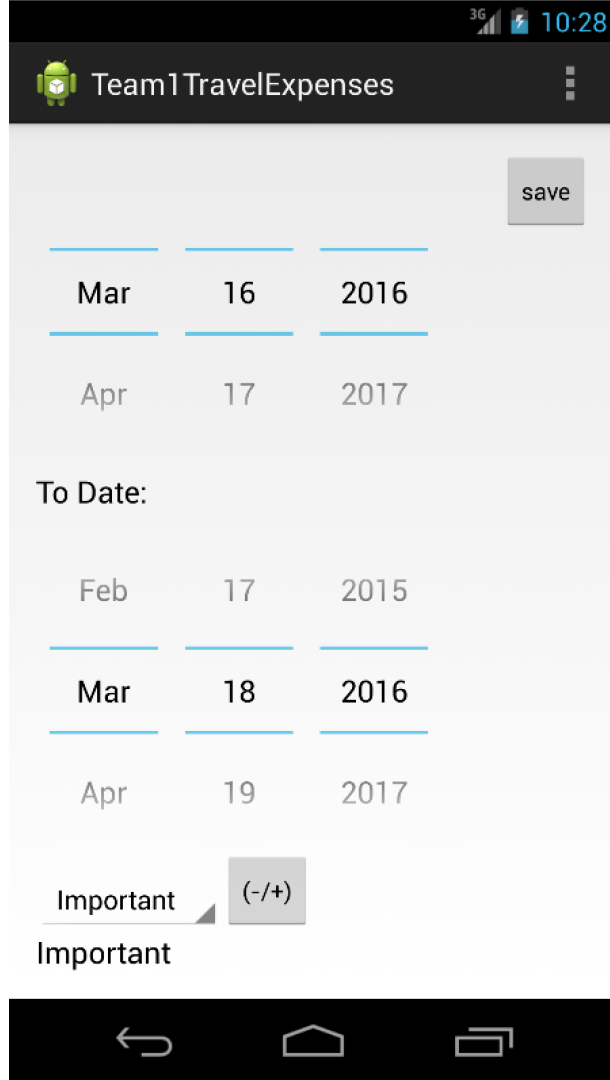 3G 10:28
Team1TravelExpenses
save
Mar 16 2016
Apr 17 2017
To Date:
Feb 17 2015
Mar 18 2016
Apr 19 2017
Important (-/+)
Important